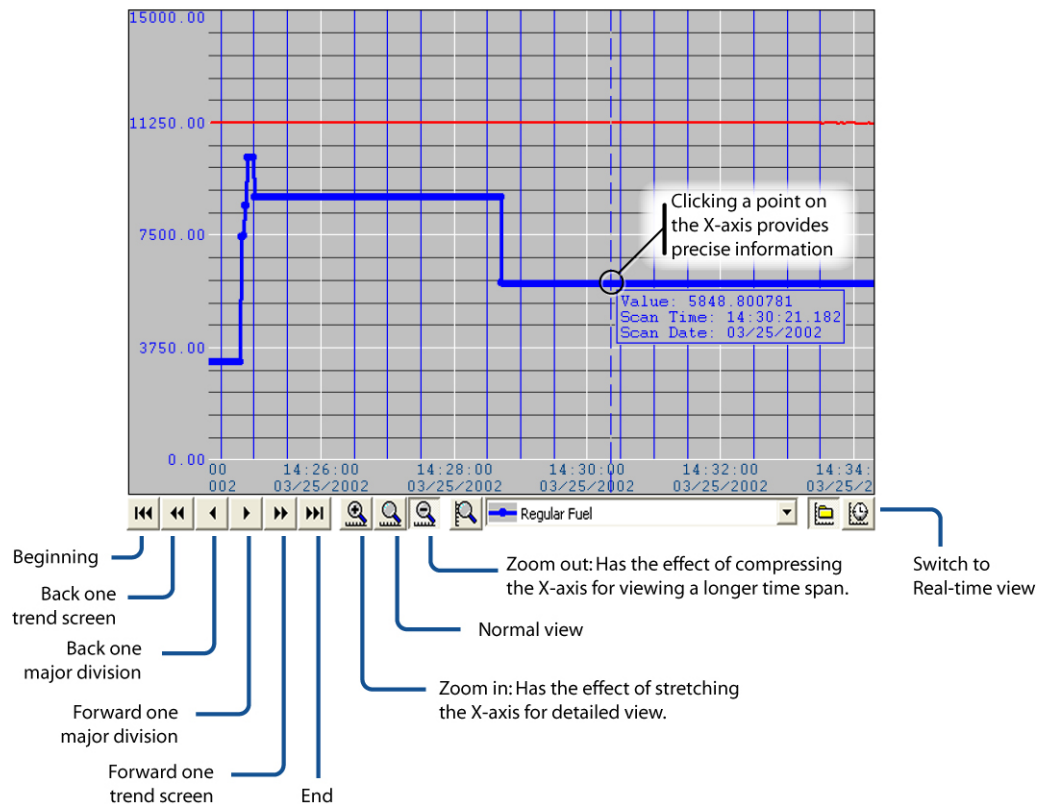 15000.00
11250.00
7500.00
3750.00
0.00
Clicking a point on
the X-axis provides
precise information
Value: 5848.800781
Scan Time: 14:30:21.182
Scan Date: 03/25/2002
00 14:26:00 14:28:00 14:30:00 14:32:00 14:34:
002 03/25/2002 03/25/2002 03/25/2002 03/25/2002 03/25/2
Regular Fuel
Beginning
Back one
trend screen
Back one
major division
Forward one
major division
Forward one
trend screen
End
Zoom in: Has the effect of stretching
the X-axis for detailed view.
Normal view
Zoom out: Has the effect of compressing
the X-axis for viewing a longer time span.
Switch to
Real-time view